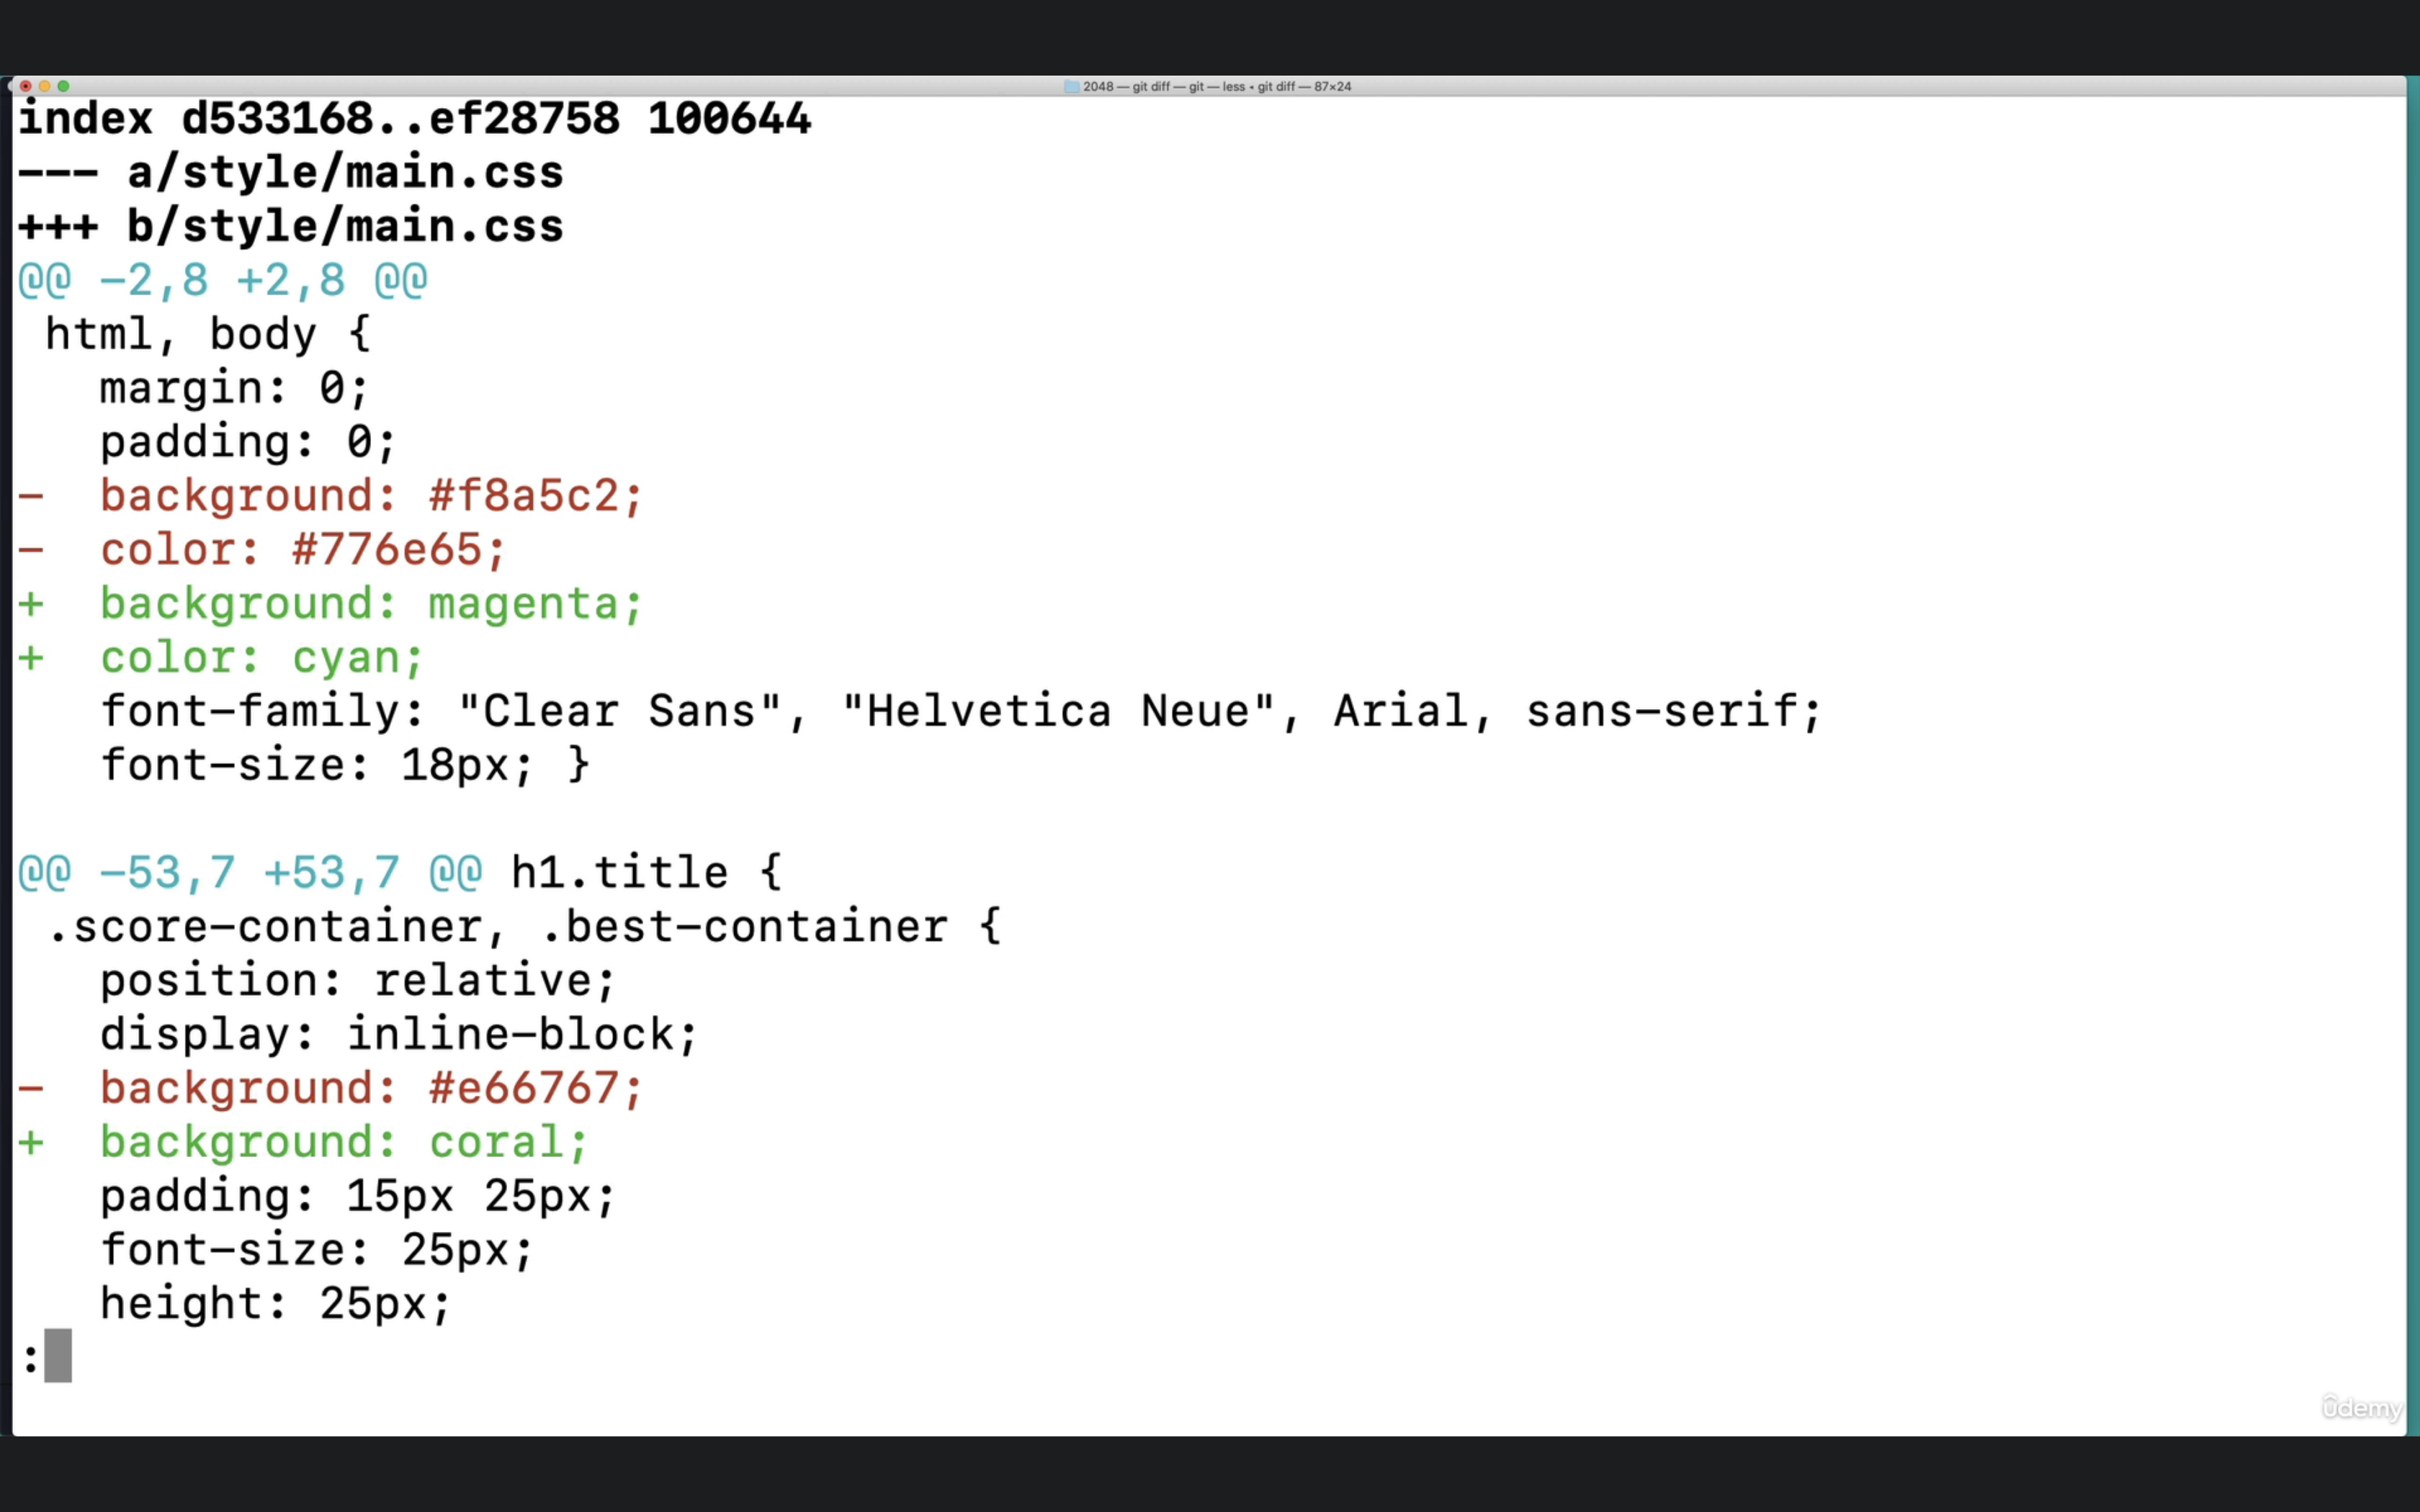 2048 — git diff — git — less • git diff — 87×24
index d533168..ef28758 100644
--- a/style/main.css
+++ b/style/main.css
@@ -2,8 +2,8 @@
 html, body {
   margin: 0;
   padding: 0;
-  background: #f8a5c2;
-  color: #776e65;
+  background: magenta;
+  color: cyan;
   font-family: "Clear Sans", "Helvetica Neue", Arial, sans-serif;
   font-size: 18px; }

@@ -53,7 +53,7 @@ h1.title {
 .score-container, .best-container {
   position: relative;
   display: inline-block;
-  background: #e66767;
+  background: coral;
   padding: 15px 25px;
   font-size: 25px;
   height: 25px;
:
udemy